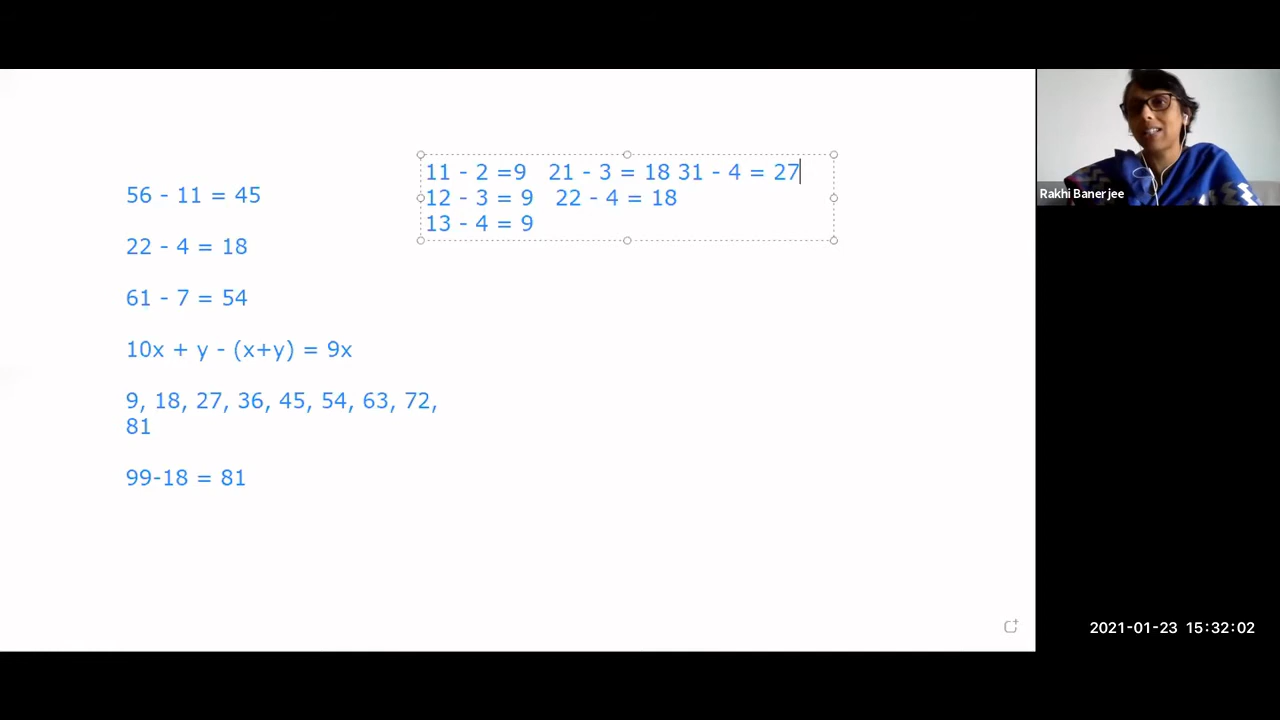 56 - 11 = 45
22 - 4 = 18
61 - 7 = 54
10x + y - (x+y) = 9x
9, 18, 27, 36, 45, 54, 63, 72,
81
99-18 = 81
11 - 2 =9   21 - 3 = 18 31 - 4 = 27
12 - 3 = 9   22 - 4 = 18
13 - 4 = 9
Rakhi Banerjee
2021-01-23 15:32:02